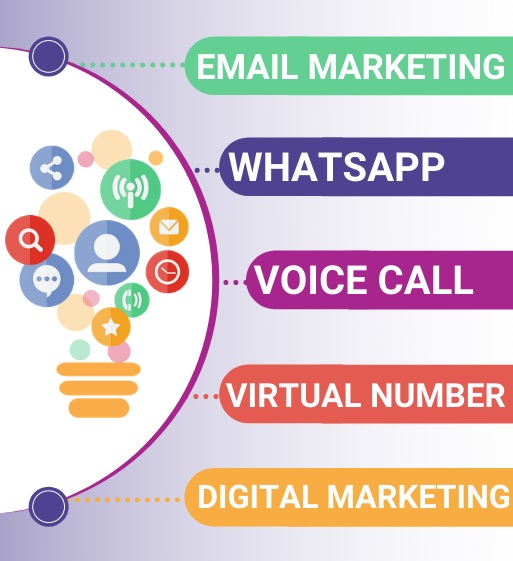 EMAIL MARKETING
WHATSAPP
VOICE CALL
VIRTUAL NUMBER
DIGITAL MARKETING